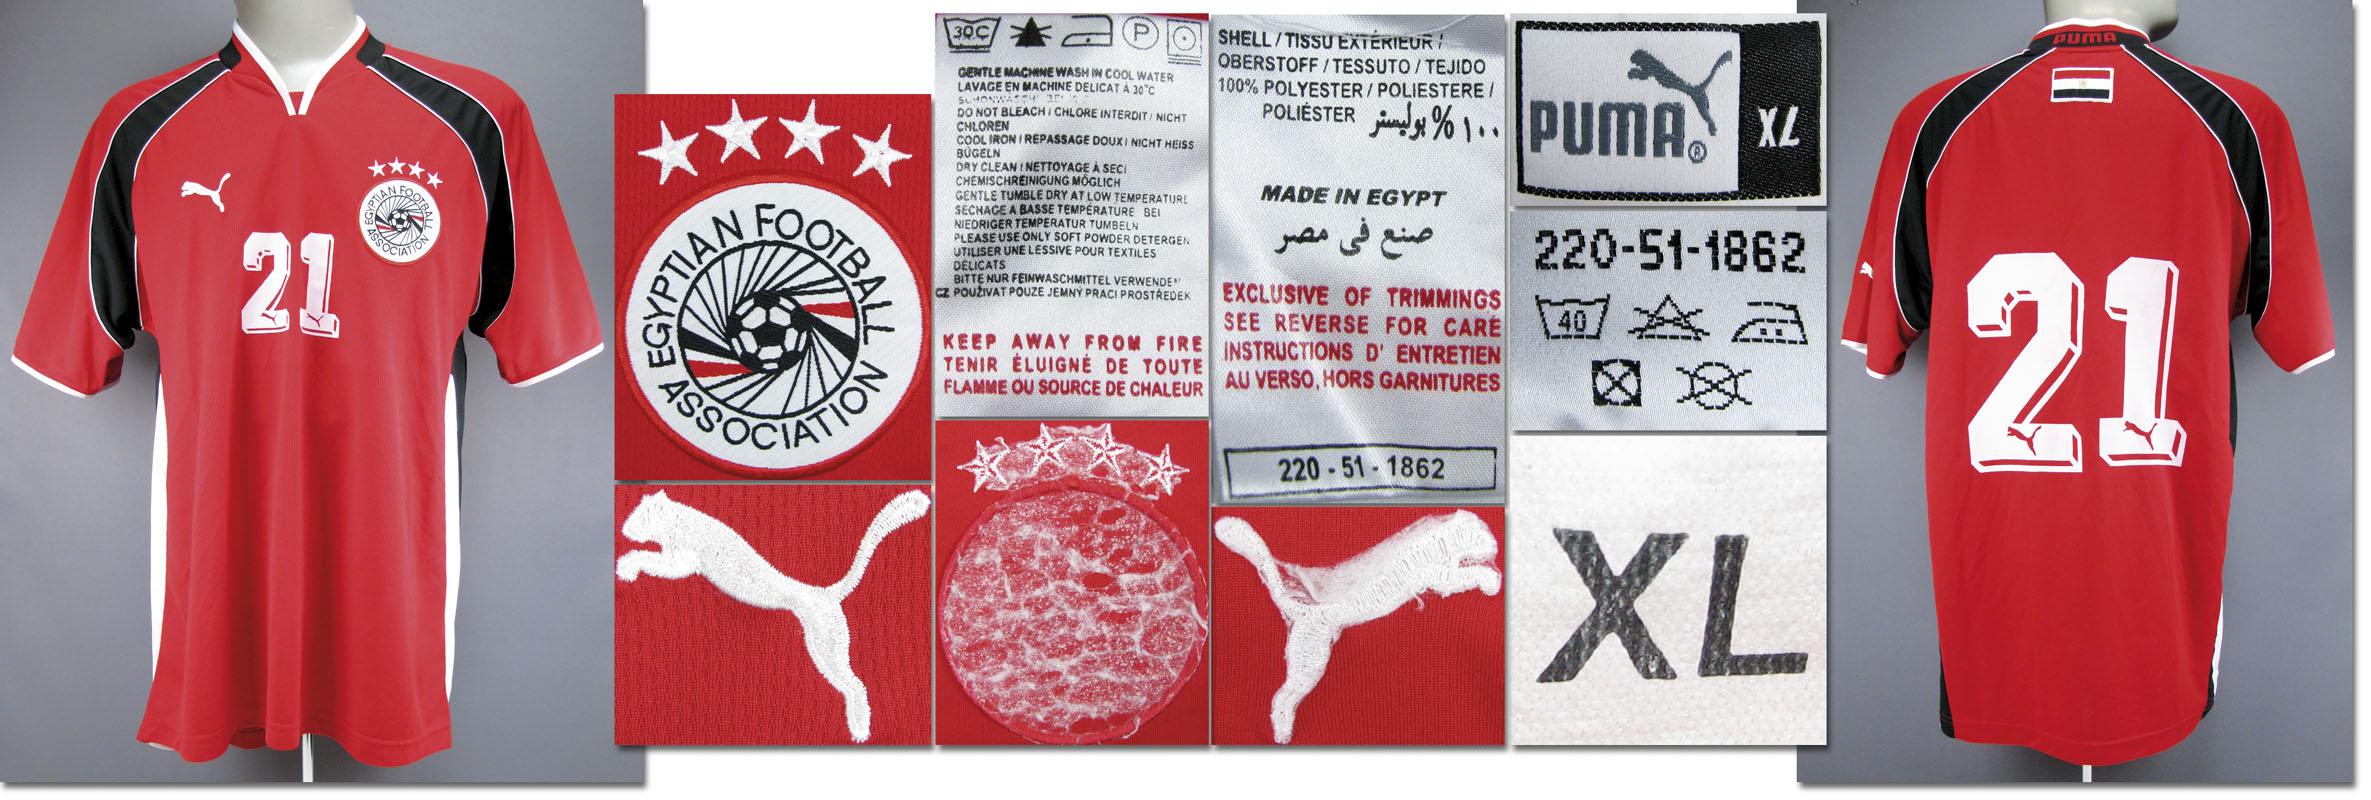 EGYPTIAN FOOTBALL
ASSOCIATION
21
EGYPTIAN FOOTBALL
ASSOCIATION
30 C
P
GENTLE MACHINE WASH IN COOL WATER
LAVAGE EN MACHINE DELICAT Á 30°C
DO NOT BLEACH / CHLORE INTERDIT / NICHT
CHLOREN
COOL IRON / REPASSAGE DOUX / NICHT HEISS
BÜGELN
DRY CLEAN / NETTOYAGE À SECI
CHEMISCHREINIGUNG MÖGLICH
GENTLE TUMBLE DRY AT LOW TEMPERATURE
SECHAGE A BASSE TEMPÉRATURE BEI
NIEDRIGER TEMPERATUR TUMBELN
PLEASE USE ONLY SOFT POWDER DETERGEN
UTILISER UNE LESSIVE POUR TEXTILES
DÉLICATS
BITTE NUR FEINWASCHMITTEL VERWENDEN
CZ POUŽIVAT POUZE JEMNÝ PRACI PROSTŘEDEK
KEEP AWAY FROM FIRE
TENIR ÉLUIGNÉ DE TOUTE
FLAMME OU SOURCE DE CHALEUR
SHELL / TISSU EXTÉRIEUR /
OBERSTOFF / TESSUTO / TEJIDO
100% POLYESTER / POLIESTERE /
POLIÉSTER
١٠٠ % بوليستر
MADE IN EGYPT
صنع في مصر
EXCLUSIVE OF TRIMMINGS
SEE REVERSE FOR CARE
INSTRUCTIONS D' ENTRETIEN
AU VERSO, HORS GARNITURES
220 - 51 - 1862
PUMA®
XL
220-51-1862
40
XL
PUMA
21